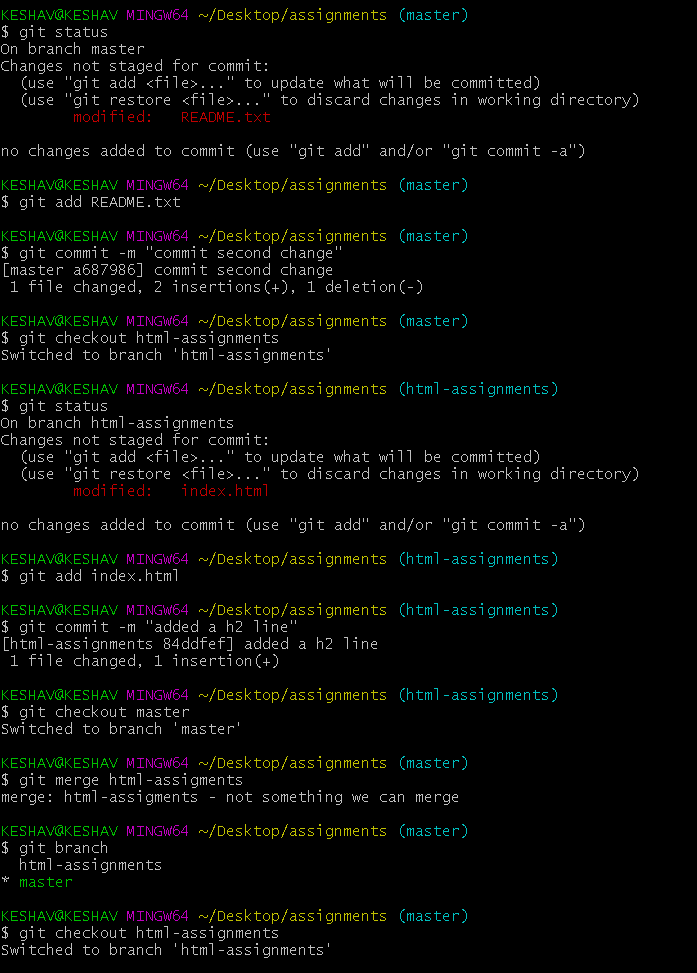 KESHAV@KESHAV MINGW64 ~/Desktop/assignments (master)
$ git status
On branch master
Changes not staged for commit:
  (use "git add <file>..." to update what will be committed)
  (use "git restore <file>..." to discard changes in working directory)
        modified:   README.txt

no changes added to commit (use "git add" and/or "git commit -a")

KESHAV@KESHAV MINGW64 ~/Desktop/assignments (master)
$ git add README.txt

KESHAV@KESHAV MINGW64 ~/Desktop/assignments (master)
$ git commit -m "commit second change"
[master a687986] commit second change
 1 file changed, 2 insertions(+), 1 deletion(-)

KESHAV@KESHAV MINGW64 ~/Desktop/assignments (master)
$ git checkout html-assignments
Switched to branch 'html-assignments'

KESHAV@KESHAV MINGW64 ~/Desktop/assignments (html-assignments)
$ git status
On branch html-assignments
Changes not staged for commit:
  (use "git add <file>..." to update what will be committed)
  (use "git restore <file>..." to discard changes in working directory)
        modified:   index.html

no changes added to commit (use "git add" and/or "git commit -a")

KESHAV@KESHAV MINGW64 ~/Desktop/assignments (html-assignments)
$ git add index.html

KESHAV@KESHAV MINGW64 ~/Desktop/assignments (html-assignments)
$ git commit -m "added a h2 line"
[html-assignments 84ddfef] added a h2 line
 1 file changed, 1 insertion(+)

KESHAV@KESHAV MINGW64 ~/Desktop/assignments (html-assignments)
$ git checkout master
Switched to branch 'master'

KESHAV@KESHAV MINGW64 ~/Desktop/assignments (master)
$ git merge html-assigments
merge: html-assigments - not something we can merge

KESHAV@KESHAV MINGW64 ~/Desktop/assignments (master)
$ git branch
  html-assignments
* master

KESHAV@KESHAV MINGW64 ~/Desktop/assignments (master)
$ git checkout html-assignments
Switched to branch 'html-assignments'